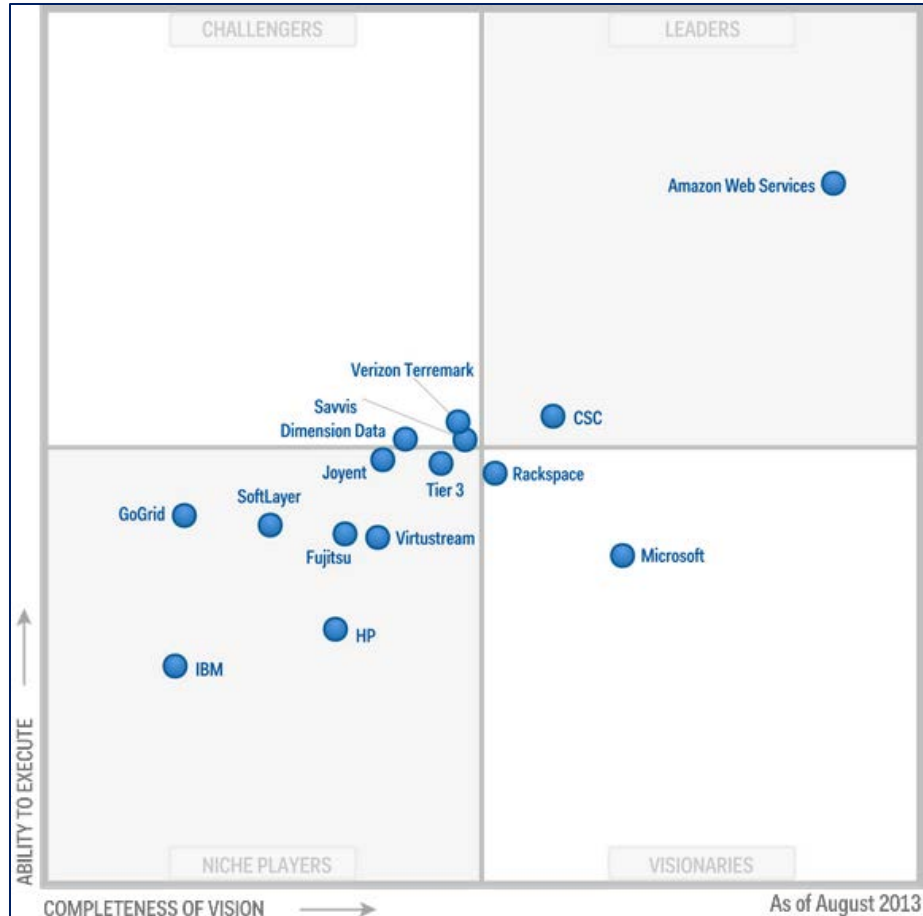 CHALLENGERS
LEADERS
Amazon Web Services
Verizon Terremark
Savvis
CSC
Dimension Data
Joyent
Tier 3
Rackspace
SoftLayer
GoGrid
Fujitsu
Virtustream
Microsoft
HP
IBM
ABILITY TO EXECUTE
NICHE PLAYERS
VISIONARIES
COMPLETENESS OF VISION
As of August 2013